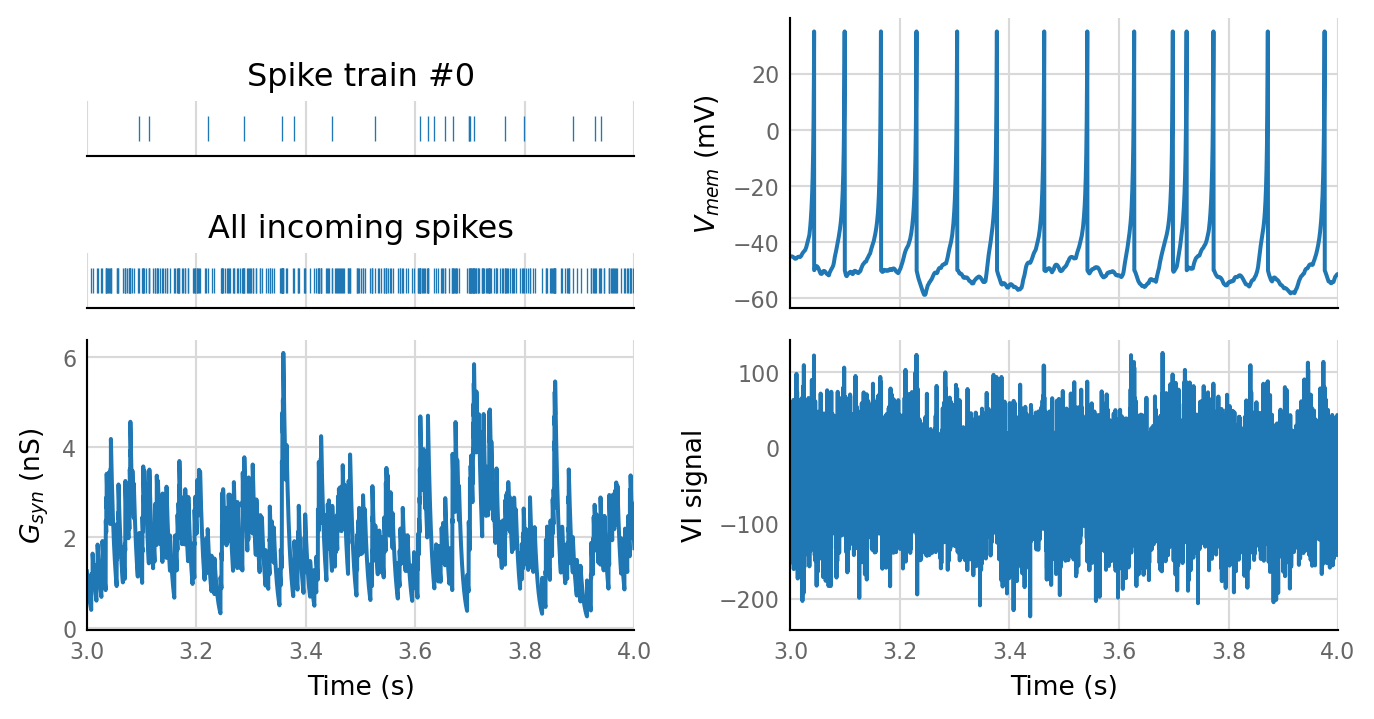 Spike train #0
All incoming spikes
6
4
2
0
G_syn (nS)
3.0 3.2 3.4 3.6 3.8 4.0
Time (s)
20
0
−20
−40
−60
V_mem (mV)
100
0
−100
−200
VI signal
3.0 3.2 3.4 3.6 3.8 4.0
Time (s)